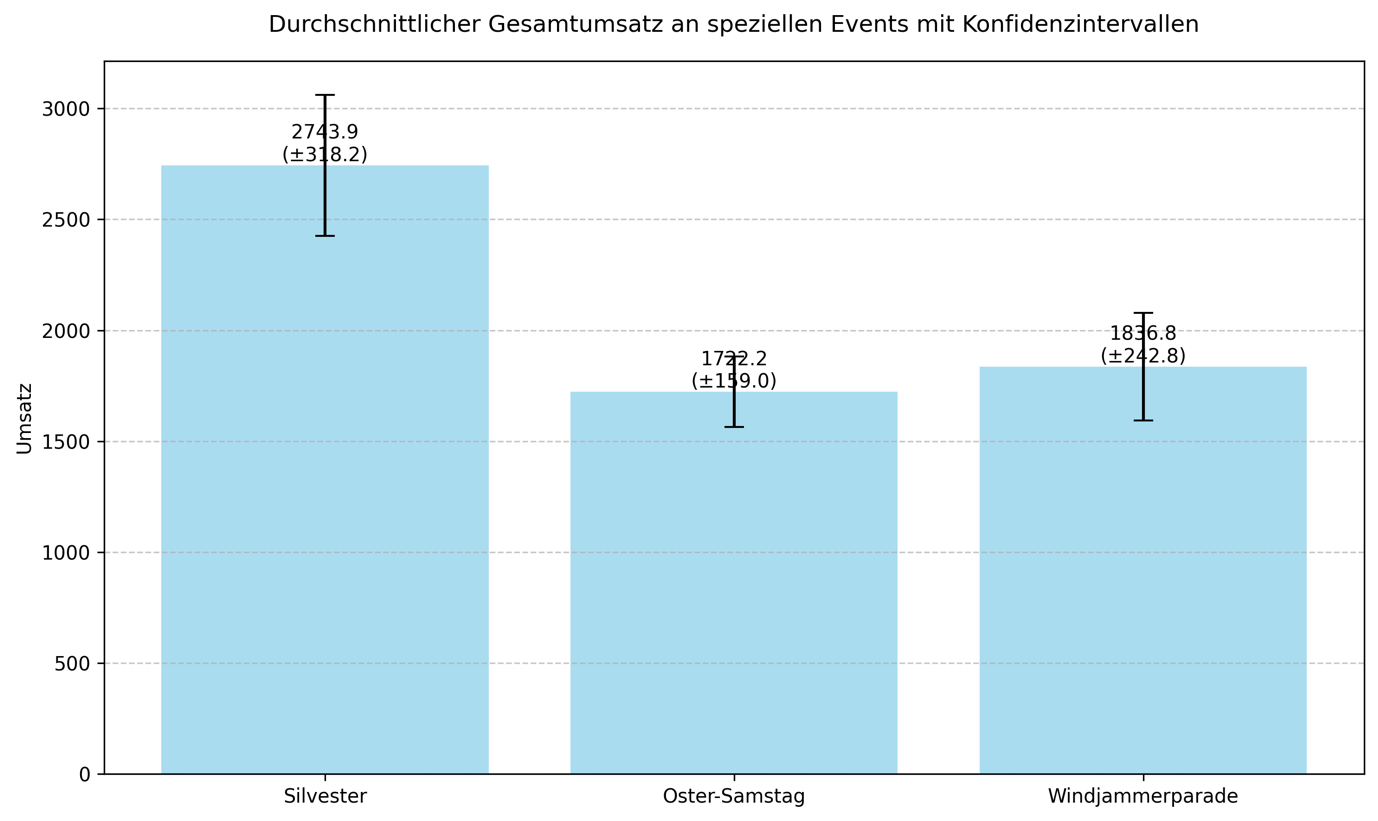 Durchschnittlicher Gesamtumsatz an speziellen Events mit Konfidenzintervallen
Umsatz
3000
2500
2000
1500
1000
500
0
2743.9
(±318.2)
1722.2
(±159.0)
1836.8
(±242.8)
Silvester
Oster-Samstag
Windjammerparade